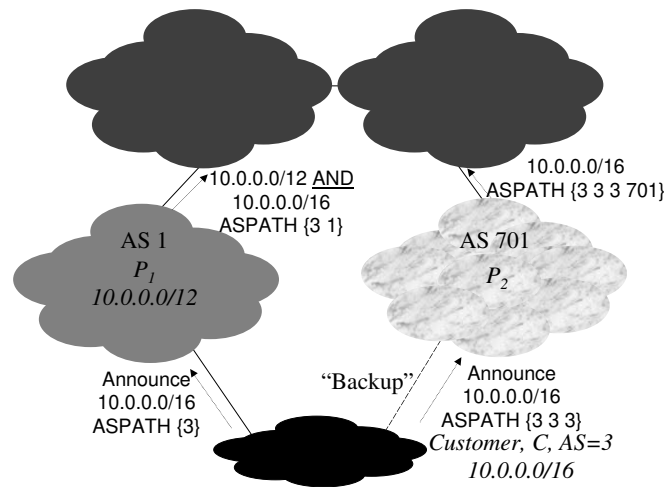 10.0.0.0/12 AND
10.0.0.0/16
ASPATH {3 1}
10.0.0.0/16
ASPATH {3 3 3 701}
AS 1
P1
10.0.0.0/12
AS 701
P2
Announce
10.0.0.0/16
ASPATH {3}
“Backup”
Announce
10.0.0.0/16
ASPATH {3 3 3}
Customer, C, AS=3
10.0.0.0/16